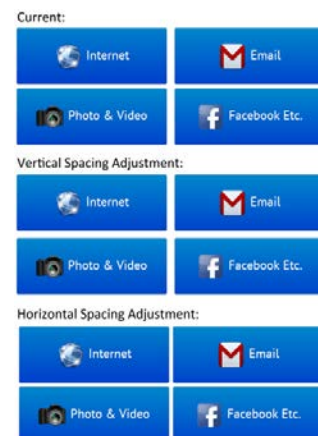 Current:
Internet Email
Photo & Video Facebook Etc.
Vertical Spacing Adjustment:
Internet Email
Photo & Video Facebook Etc.
Horizontal Spacing Adjustment:
Internet Email
Photo & Video Facebook Etc.